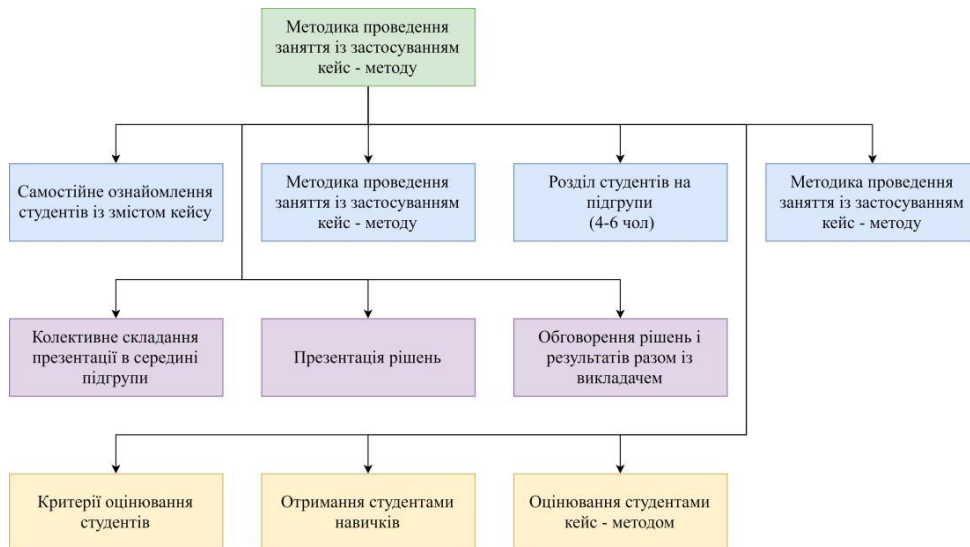 Методика проведення
заняття із застосуванням
кейс - методу
Самостійне ознайомлення
студентів із змістом кейсу
Методика проведення
заняття із застосуванням
кейс - методу
Розділ студентів на
підгрупи
(4-6 чол)
Методика проведення
заняття із застосуванням
кейс - методу
Колективне складання
презентації в середині
підгрупи
Презентація рішень
Обговорення рішень і
результатів разом із
викладачем
Критерії оцінювання
студентів
Отримання студентами
навичків
Оцінювання студентами
кейс - методом